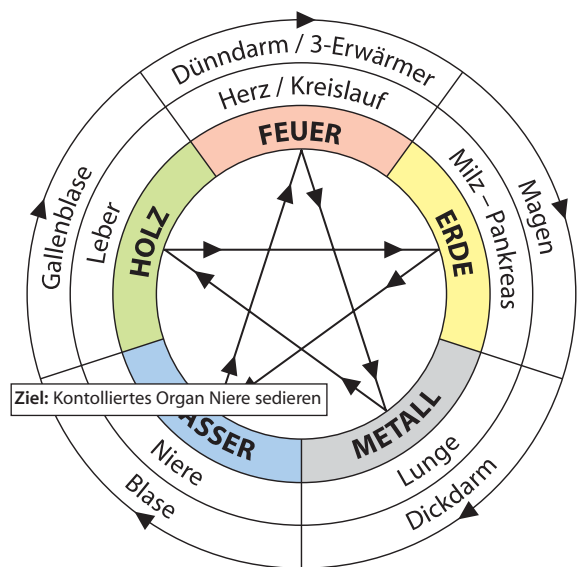 Dünndarm / 3-Erwärmer
Herz / Kreislauf
FEUER
Gallenblase
Leber
HOLZ
ERDE
Milz – Pankreas
Magen
Ziel: Kontolliertes Organ Niere sedieren
ASSER
Niere
Blase
METALL
Lunge
Dickdarm